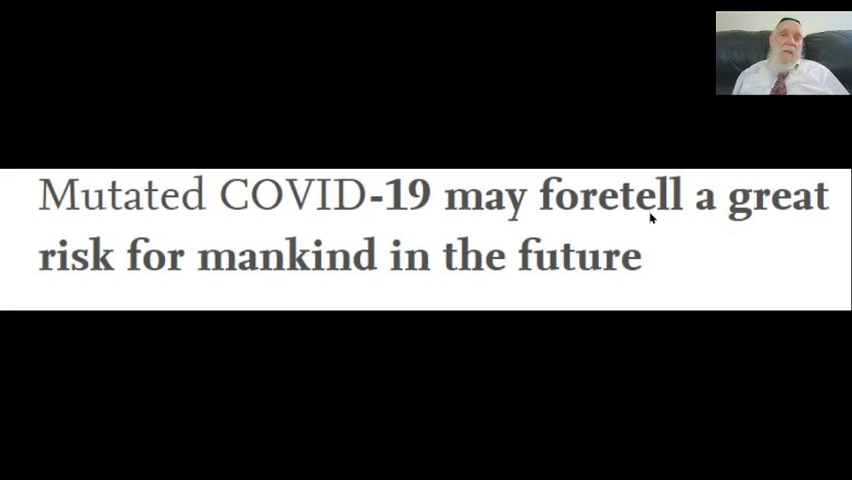 Mutated COVID-19 may foretell a great
risk for mankind in the future